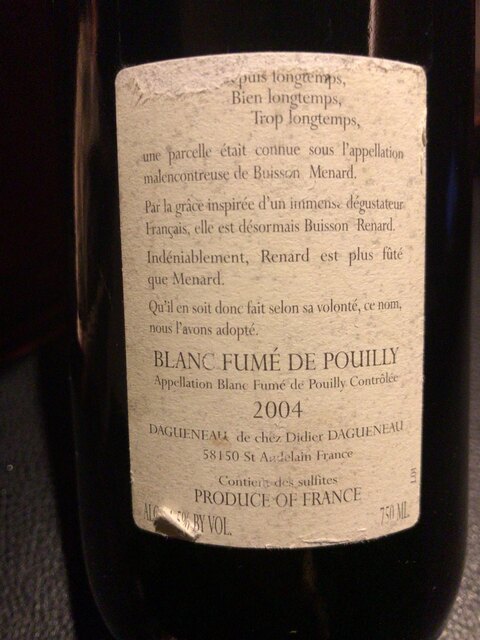 longtemps,
Bien longtemps,
Trop longtemps,
une parcelle était connue sous l'appellation
malencontreuse de Buisson Menard.
Par la grâce inspirée d'un immense dégustateur
Français, elle est désormais Buisson Renard.
Indéniablement, Renard est plus fûté
que Menard.
Qu'il en soit donc fait selon sa volonté, ce nom,
nous l'avons adopté.
BLANC FUMÉ DE POUILLY
Appellation Blanc Fumé de Pouilly Contrôlée
2004
DAGUENEAU de chez Didier DAGUENEAU
58150 St Andelain France
Contient des sulfites
PRODUCE OF FRANCE
BY VOL.
750 ML